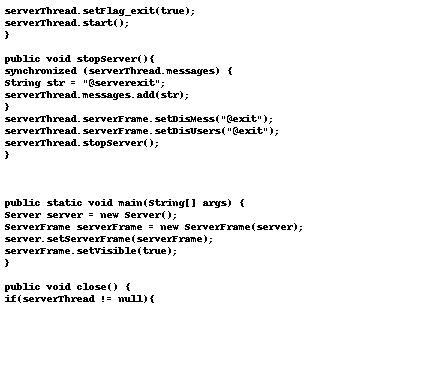 serverThread.setFlag_exit(true);
serverThread.start();
}
public void stopServer(){
synchronized (serverThread.messages) {
String str = "@serverexit";
serverThread.messages.add(str);
}
serverThread.serverFrame.setDisMess("@exit");
serverThread.serverFrame.setDisUsers("@exit");
serverThread.stopServer();
}
public static void main(String[] args) {
Server server = new Server();
ServerFrame serverFrame = new ServerFrame(server);
server.setServerFrame(serverFrame);
serverFrame.setVisible(true);
}
public void close() {
if(serverThread != null){